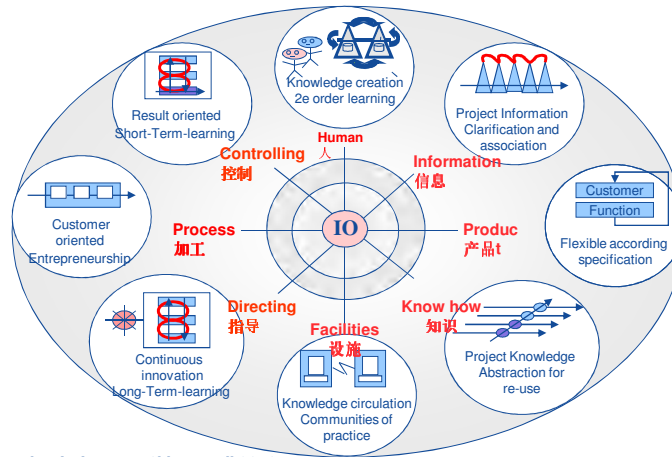 Knowledge creation
2e order learning
Result oriented
Short-Term-learning
Project Information
Clarification and
association
Human
人
Controlling
控制
Information
信息
Customer
Function
Flexible according
specification
Customer
oriented
Entrepreneurship
Process
加工
IO
Produc
产品t
Directing
指导
Facilities
设施
Know how
知识
Continuous
innovation
Long-Term-learning
Knowledge circulation
Communities of
practice
Project Knowledge
Abstraction for
re-use